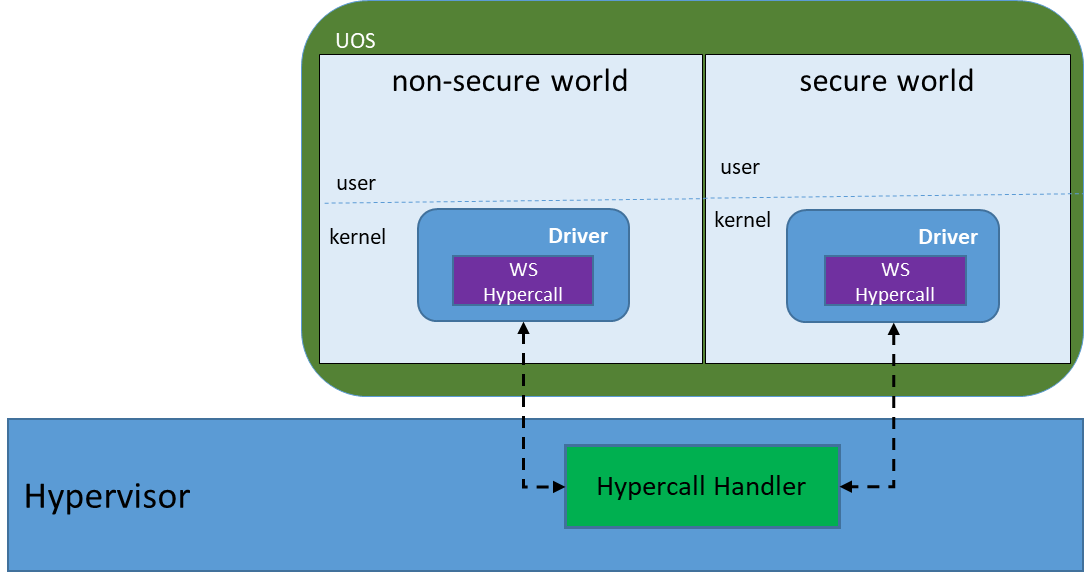 UOS
non-secure world
secure world
user
user
kernel
kernel
Driver
WS
Hypercall
Driver
WS
Hypercall
Hypervisor
Hypercall Handler